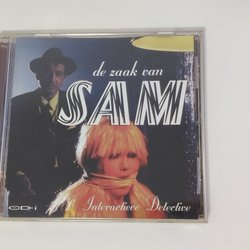 de zaak van
SAM
Interactieve Detective
CD-i